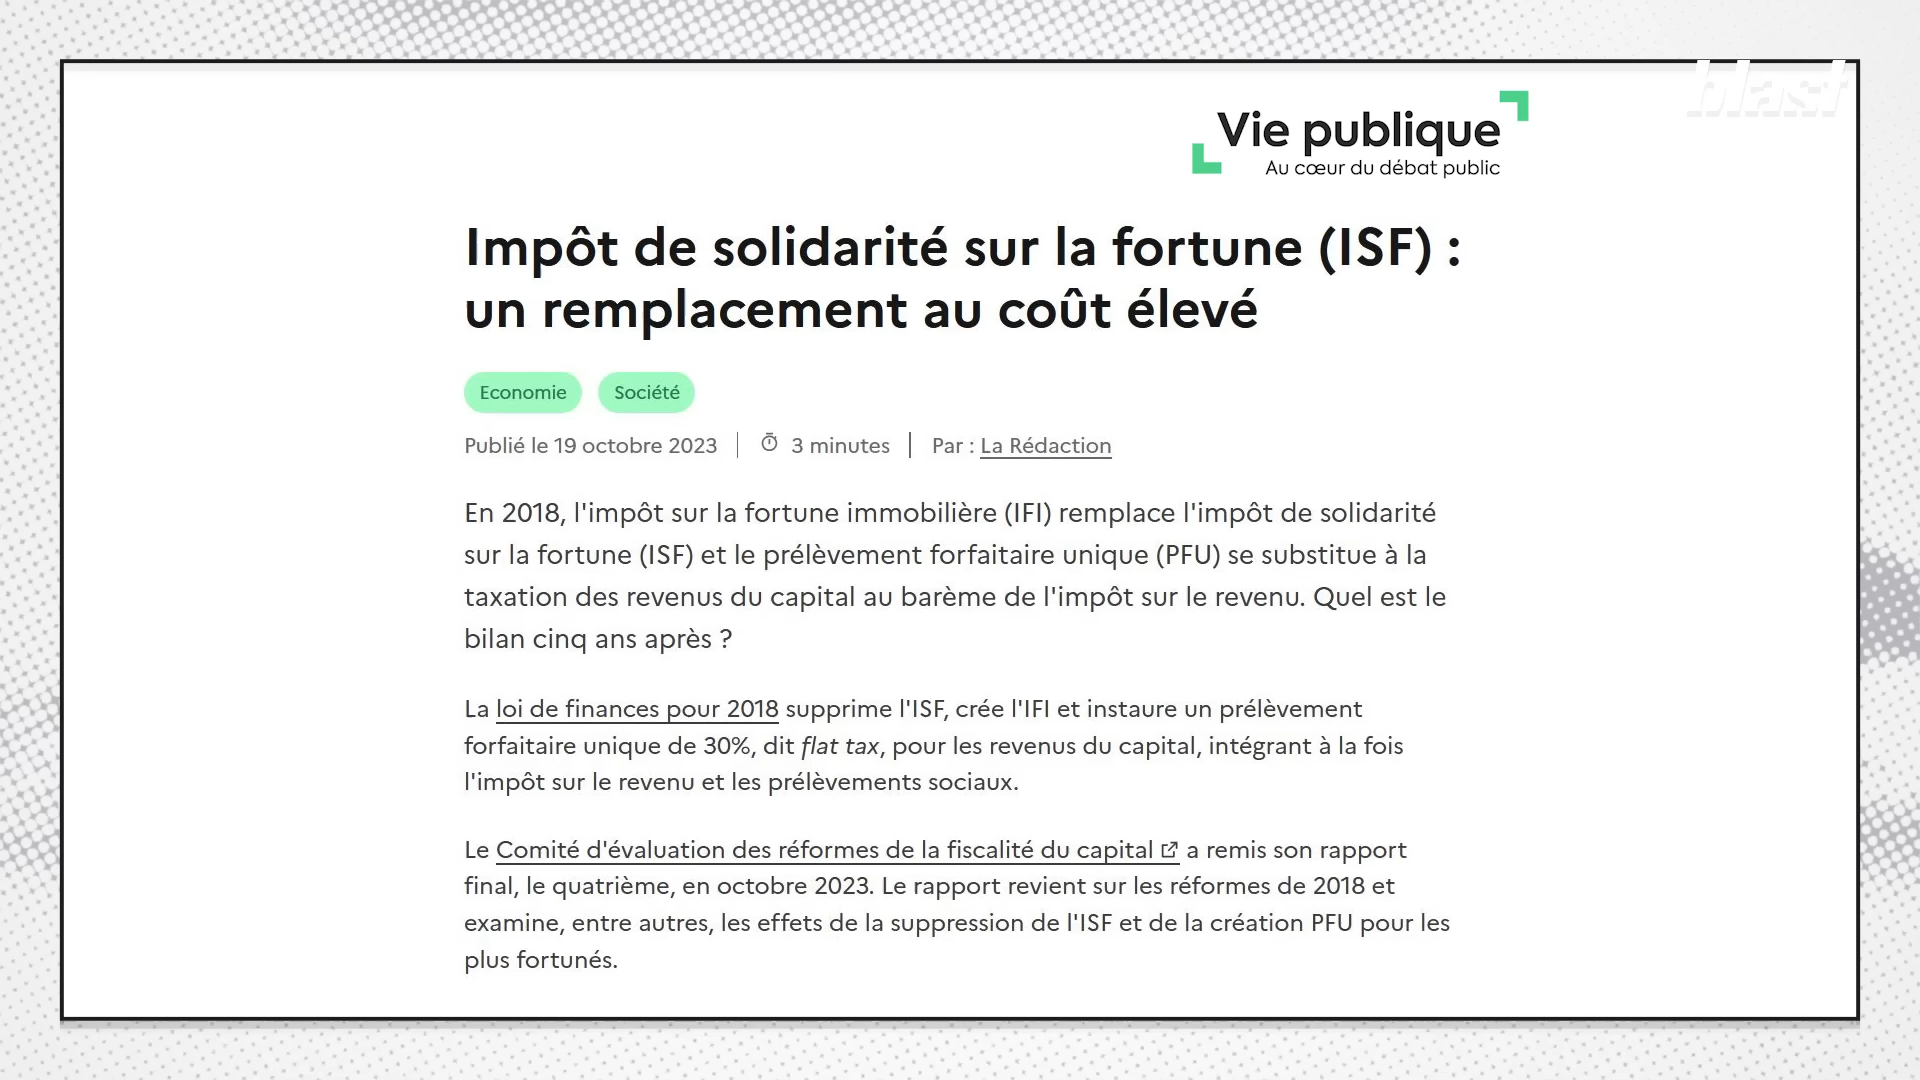 blast
Vie publique
Au cœur du débat public
Impôt de solidarité sur la fortune (ISF) :
un remplacement au coût élevé
Economie Société
Publié le 19 octobre 2023 3 minutes Par : La Rédaction
En 2018, l'impôt sur la fortune immobilière (IFI) remplace l'impôt de solidarité
sur la fortune (ISF) et le prélèvement forfaitaire unique (PFU) se substitue à la
taxation des revenus du capital au barème de l'impôt sur le revenu. Quel est le
bilan cinq ans après ?
La loi de finances pour 2018 supprime l'ISF, crée l'IFI et instaure un prélèvement
forfaitaire unique de 30%, dit flat tax, pour les revenus du capital, intégrant à la fois
l'impôt sur le revenu et les prélèvements sociaux.
Le Comité d'évaluation des réformes de la fiscalité du capital a remis son rapport
final, le quatrième, en octobre 2023. Le rapport revient sur les réformes de 2018 et
examine, entre autres, les effets de la suppression de l'ISF et de la création PFU pour les
plus fortunés.